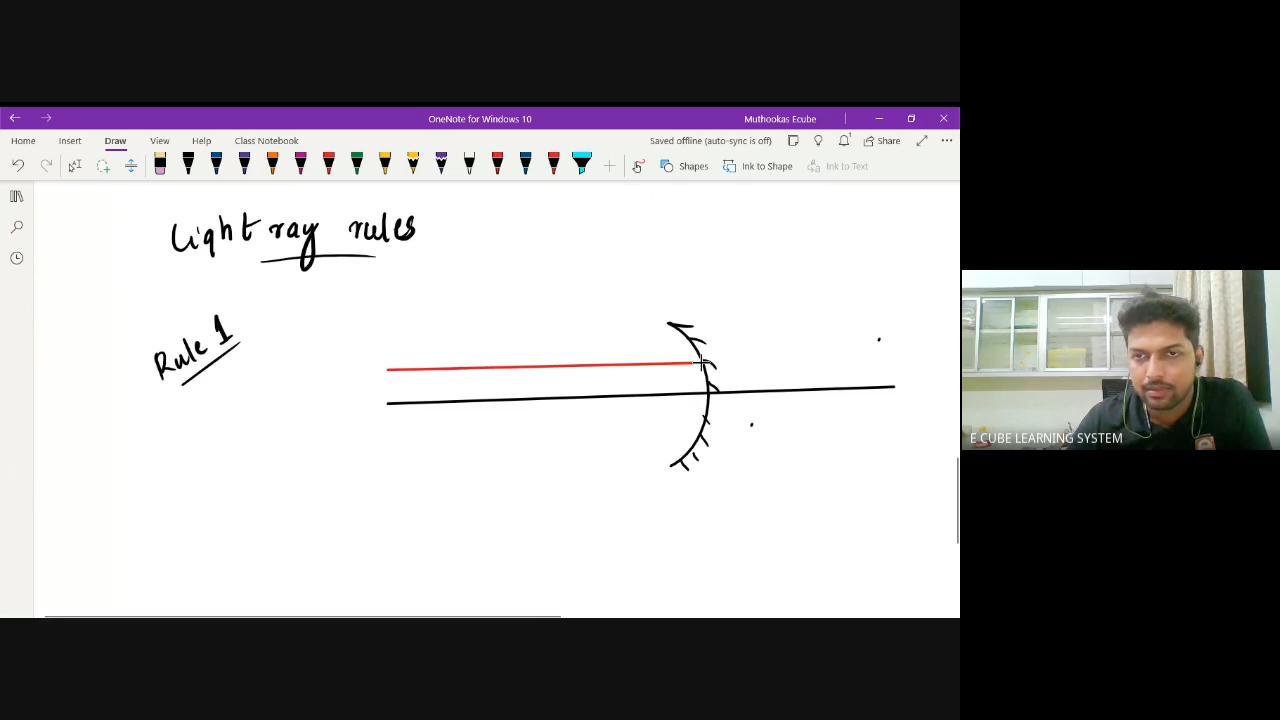 OneNote for Windows 10
Muthookas Ecube
Home Insert Draw View Help Class Notebook
Saved offline (auto-sync is off)
Share
Shapes
Ink to Shape
Ink to Text
Light ray rules
Rule 1
E CUBE LEARNING SYSTEM